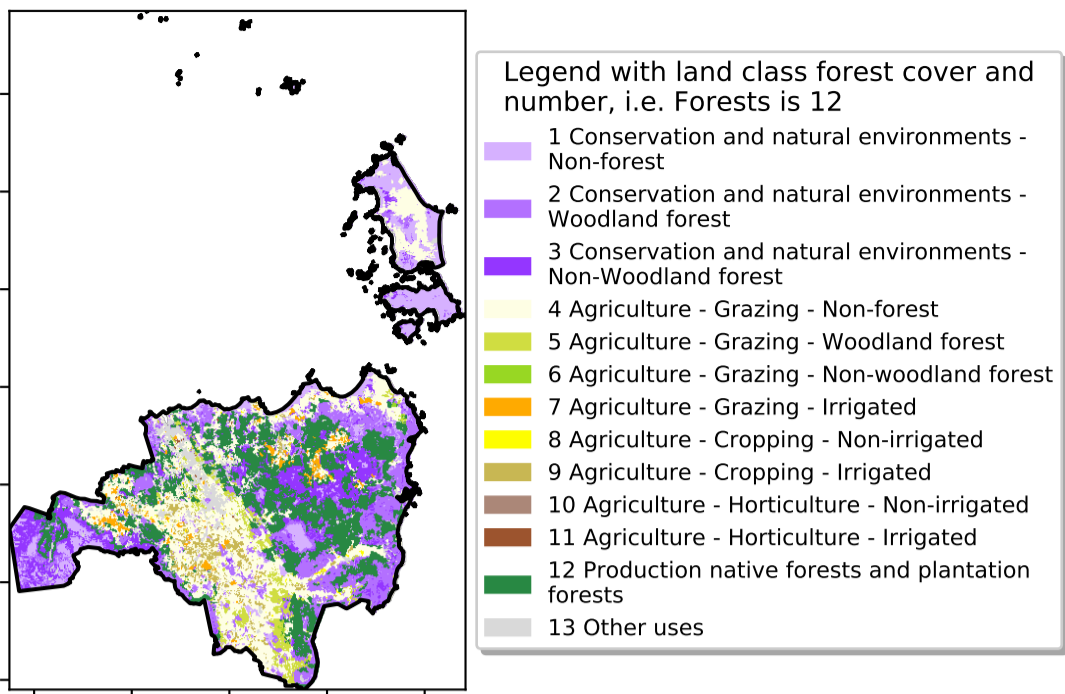 Legend with land class forest cover and
number, i.e. Forests is 12
1 Conservation and natural environments -
Non-forest
2 Conservation and natural environments -
Woodland forest
3 Conservation and natural environments -
Non-Woodland forest
4 Agriculture - Grazing - Non-forest
5 Agriculture - Grazing - Woodland forest
6 Agriculture - Grazing - Non-woodland forest
7 Agriculture - Grazing - Irrigated
8 Agriculture - Cropping - Non-irrigated
9 Agriculture - Cropping - Irrigated
10 Agriculture - Horticulture - Non-irrigated
11 Agriculture - Horticulture - Irrigated
12 Production native forests and plantation
forests
13 Other uses